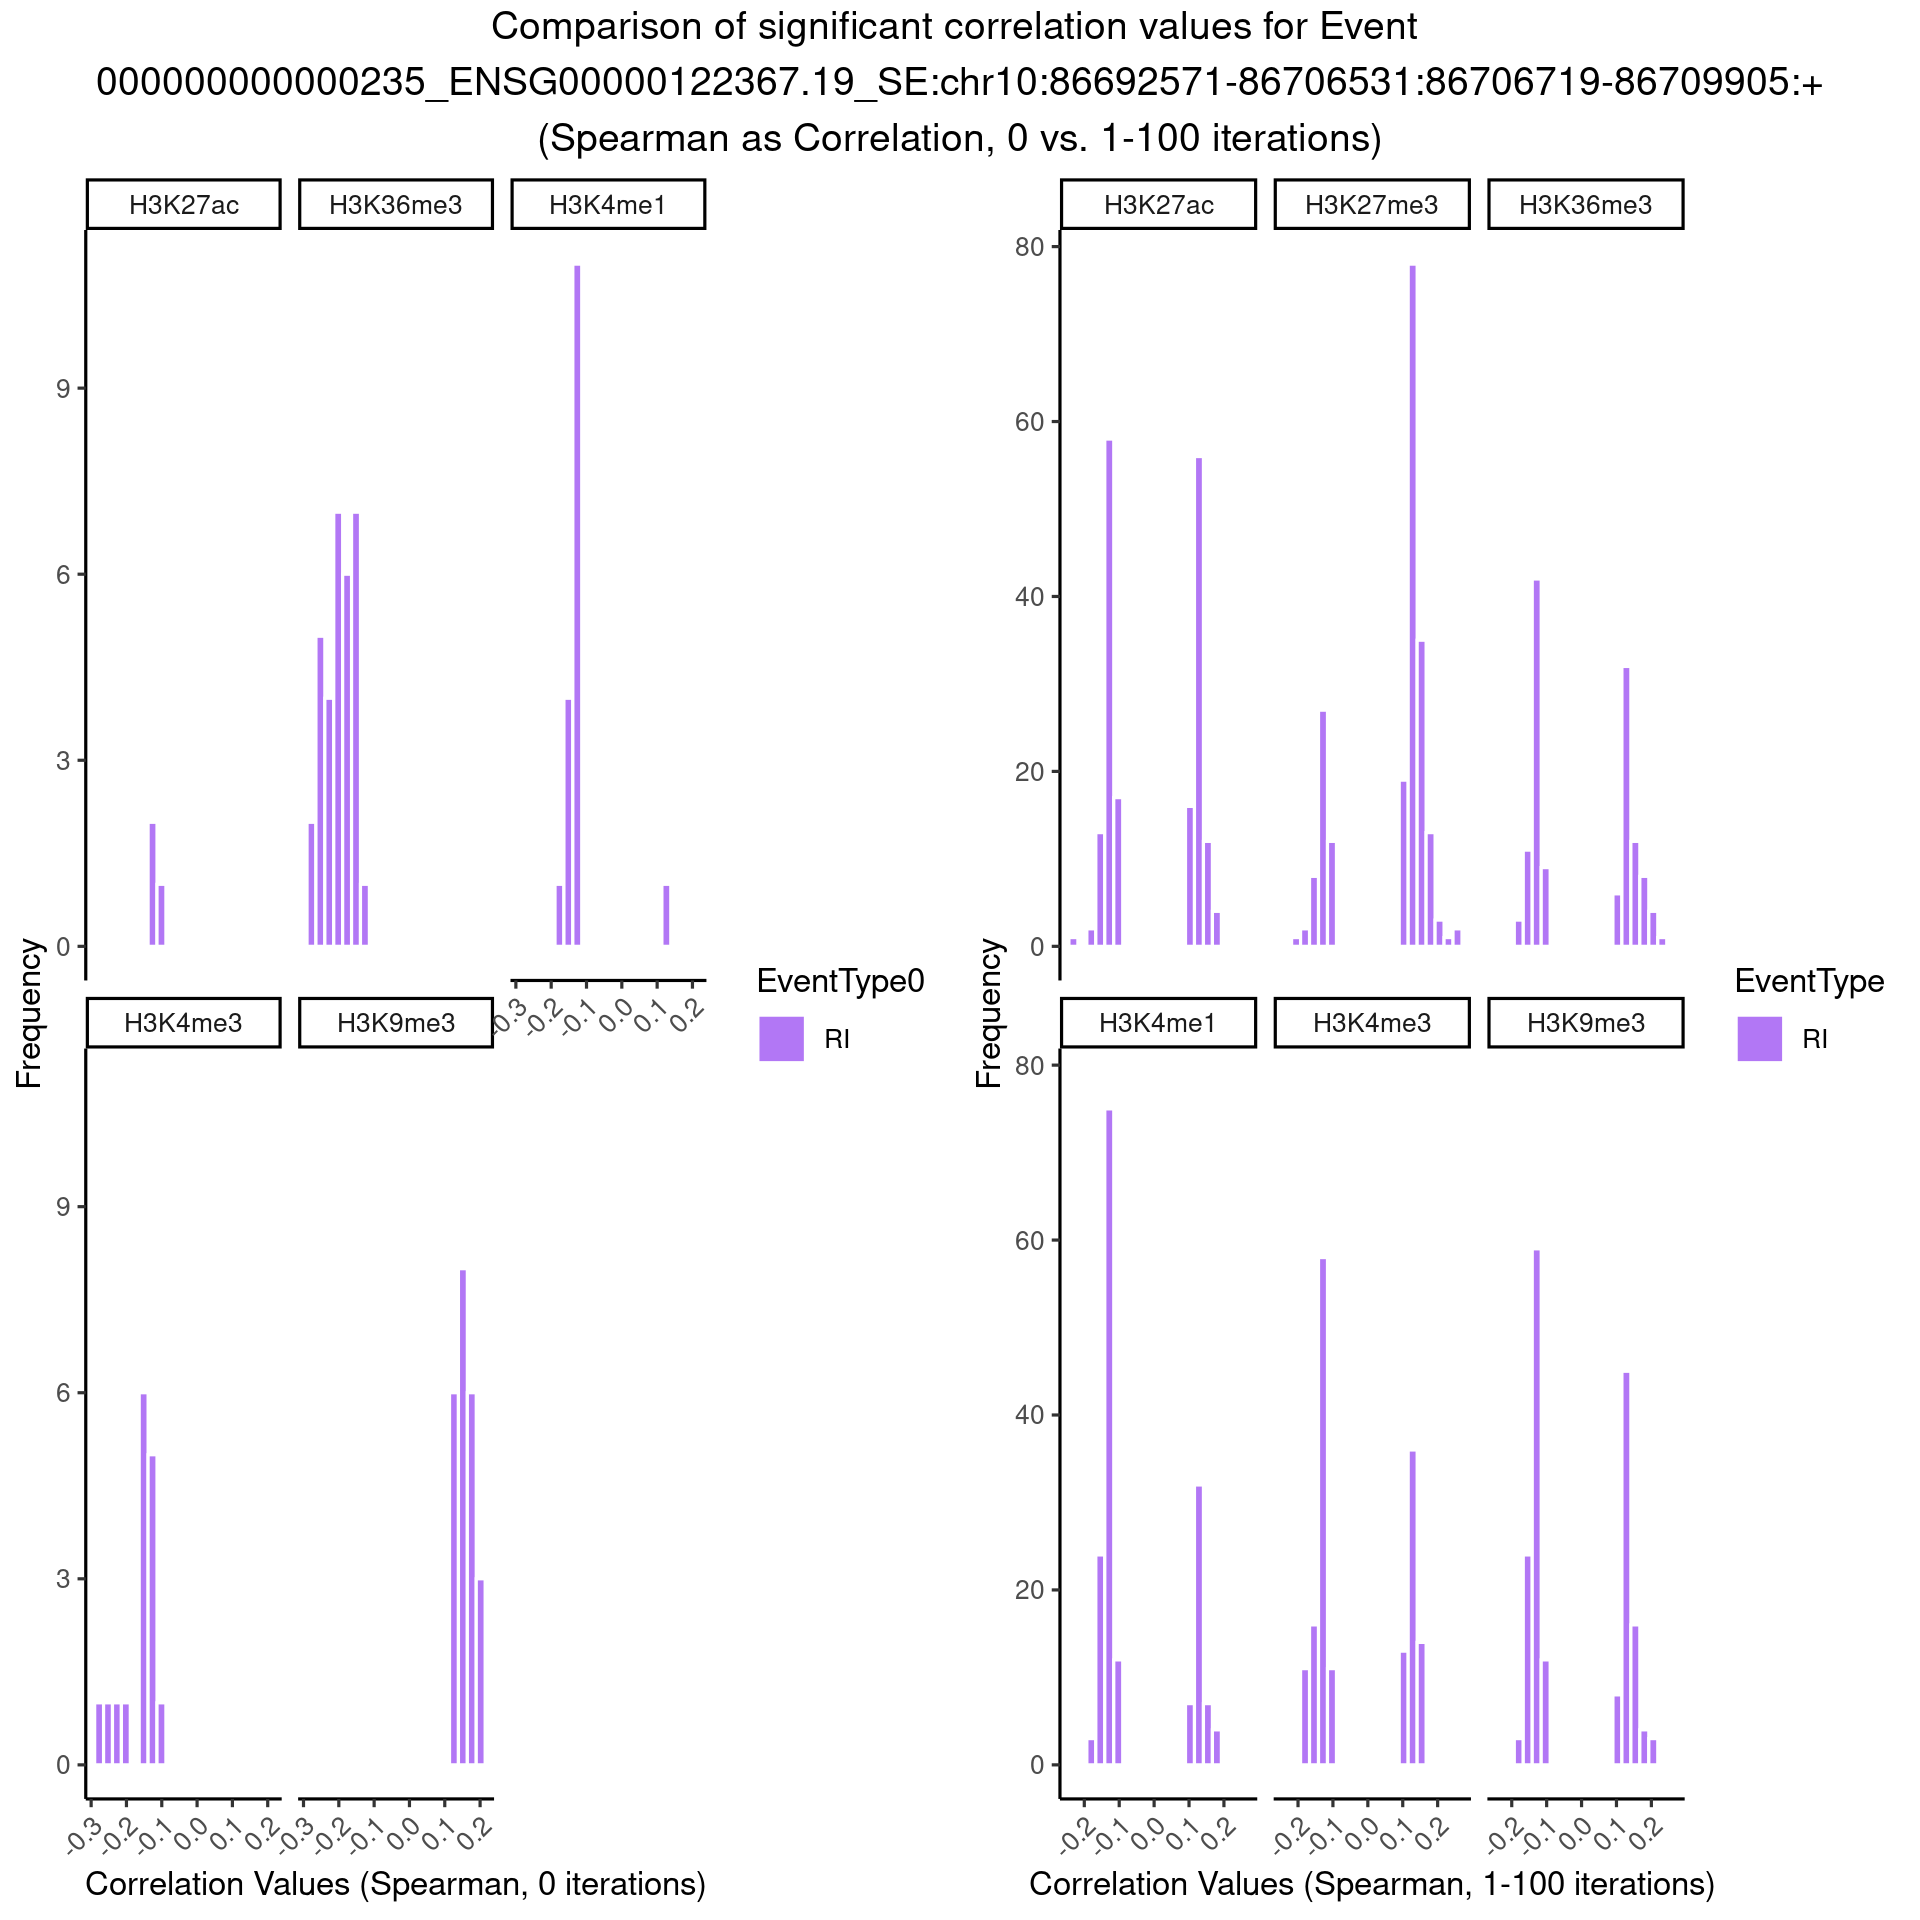 Comparison of significant correlation values for Event
000000000000235_ENSG00000122367.19_SE:chr10:86692571-86706531:86706719-86709905:+
(Spearman as Correlation, 0 vs. 1-100 iterations)
H3K27ac H3K36me3 H3K4me1
9
6
3
0
-0.3 -0.2 -0.1 0.0 0.1 0.2
H3K4me3 H3K9me3
9
6
3
0
-0.3 -0.2 -0.1 0.0 0.1 0.2 -0.3 -0.2 -0.1 0.0 0.1 0.2
Frequency
Correlation Values (Spearman, 0 iterations)
EventType0
RI
H3K27ac H3K27me3 H3K36me3
80
60
40
20
0
H3K4me1 H3K4me3 H3K9me3
80
60
40
20
0
-0.2 -0.1 0.0 0.1 0.2 -0.2 -0.1 0.0 0.1 0.2 -0.2 -0.1 0.0 0.1 0.2
Frequency
Correlation Values (Spearman, 1-100 iterations)
EventType
RI